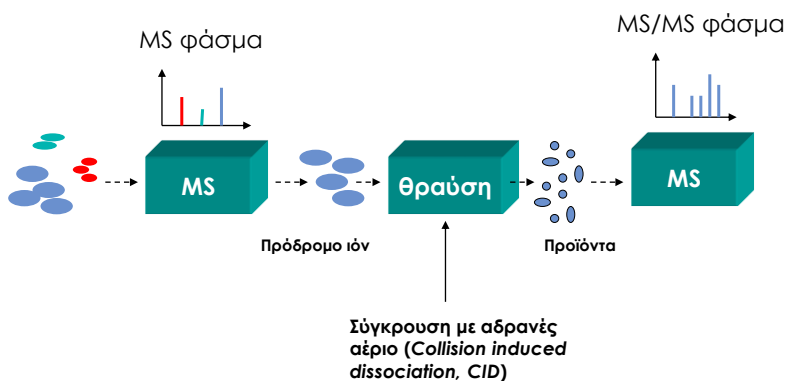 MS φάσμα
MS/MS φάσμα
MS
θραύση
MS
Πρόδρομο ιόν
Προϊόντα
Σύγκρουση με αδρανές
αέριο (Collision induced
dissociation, CID)